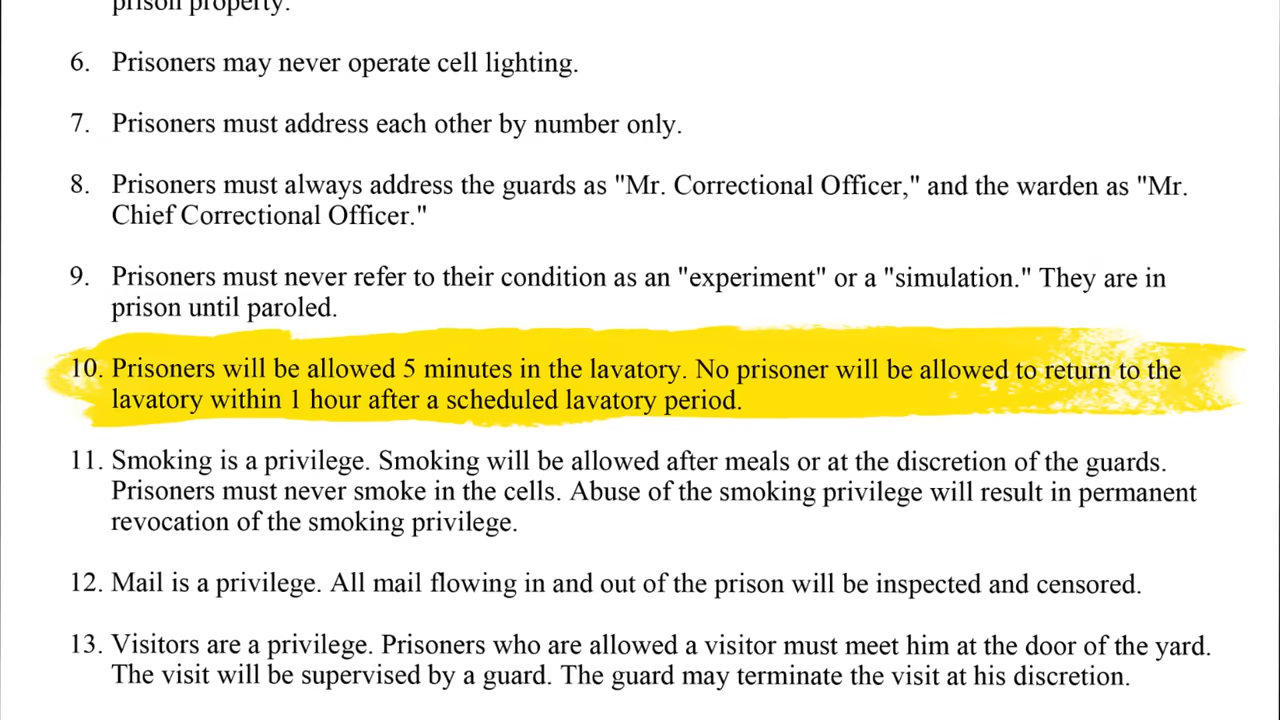 prison property.
6. Prisoners may never operate cell lighting.
7. Prisoners must address each other by number only.
8. Prisoners must always address the guards as "Mr. Correctional Officer," and the warden as "Mr.
Chief Correctional Officer."
9. Prisoners must never refer to their condition as an "experiment" or a "simulation." They are in
prison until paroled.
10. Prisoners will be allowed 5 minutes in the lavatory. No prisoner will be allowed to return to the
lavatory within 1 hour after a scheduled lavatory period.
11. Smoking is a privilege. Smoking will be allowed after meals or at the discretion of the guards.
Prisoners must never smoke in the cells. Abuse of the smoking privilege will result in permanent
revocation of the smoking privilege.
12. Mail is a privilege. All mail flowing in and out of the prison will be inspected and censored.
13. Visitors are a privilege. Prisoners who are allowed a visitor must meet him at the door of the yard.
The visit will be supervised by a guard. The guard may terminate the visit at his discretion.